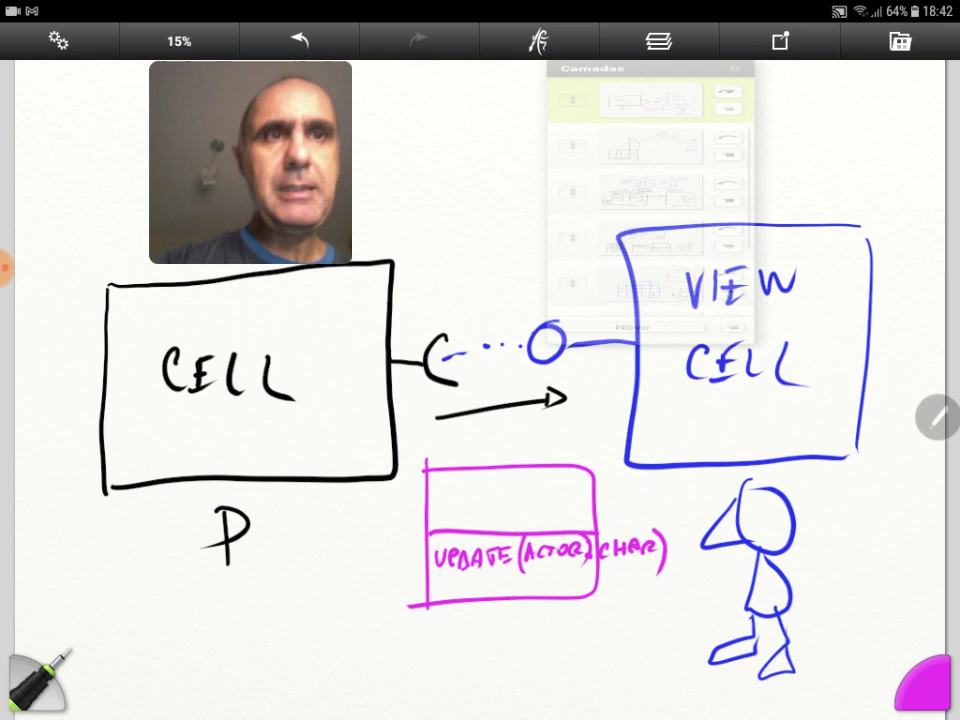 64% 18:42
15%
Camadas
VIEW
CELL
CELL
UPDATE(ACTOR:CHAR)
P
Novo